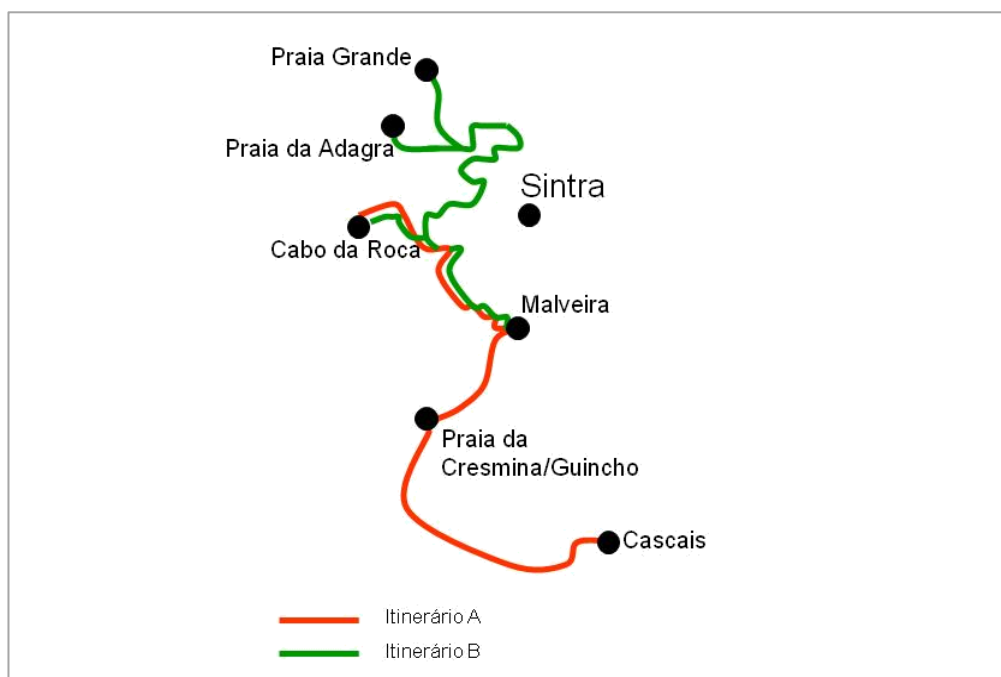 Praia Grande
Praia da Adagra
Sintra
Cabo da Roca
Malveira
Praia da
Cresmina/Guincho
Cascais
Itinerário A
Itinerário B